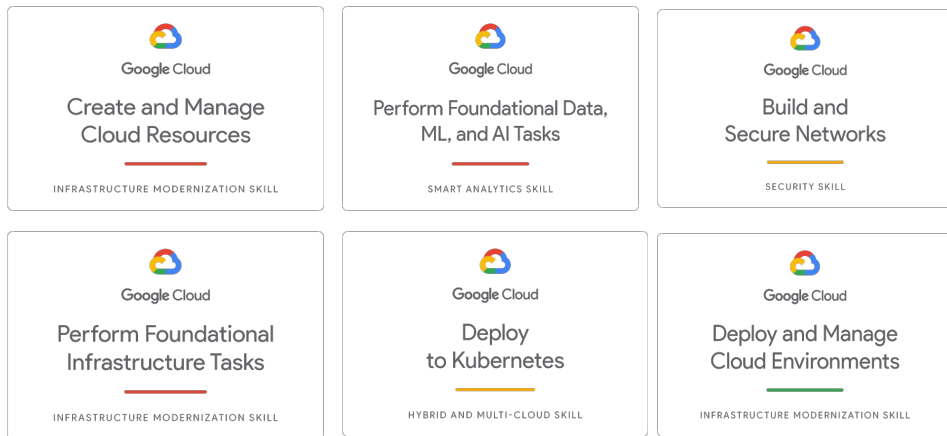 Google Cloud
Create and Manage
Cloud Resources
INFRASTRUCTURE MODERNIZATION SKILL
Google Cloud
Perform Foundational Data,
ML, and AI Tasks
SMART ANALYTICS SKILL
Google Cloud
Build and
Secure Networks
SECURITY SKILL
Google Cloud
Perform Foundational
Infrastructure Tasks
INFRASTRUCTURE MODERNIZATION SKILL
Google Cloud
Deploy
to Kubernetes
HYBRID AND MULTI-CLOUD SKILL
Google Cloud
Deploy and Manage
Cloud Environments
INFRASTRUCTURE MODERNIZATION SKILL